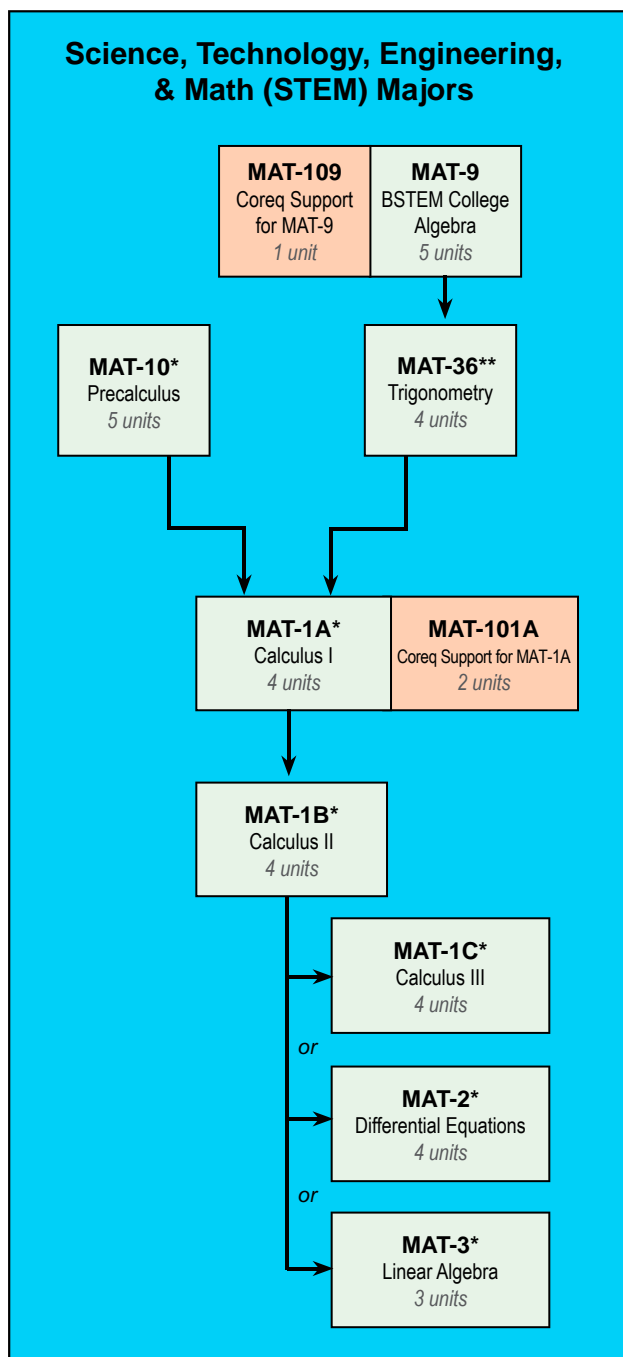 Science, Technology, Engineering,
& Math (STEM) Majors
MAT-109
Coreq Support
for MAT-9
1 unit
MAT-9
BSTEM College
Algebra
5 units
MAT-10*
Precalculus
5 units
MAT-36**
Trigonometry
4 units
MAT-1A*
Calculus I
4 units
MAT-101A
Coreq Support for MAT-1A
2 units
MAT-1B*
Calculus II
4 units
MAT-1C*
Calculus III
4 units
or
MAT-2*
Differential Equations
4 units
or
MAT-3*
Linear Algebra
3 units